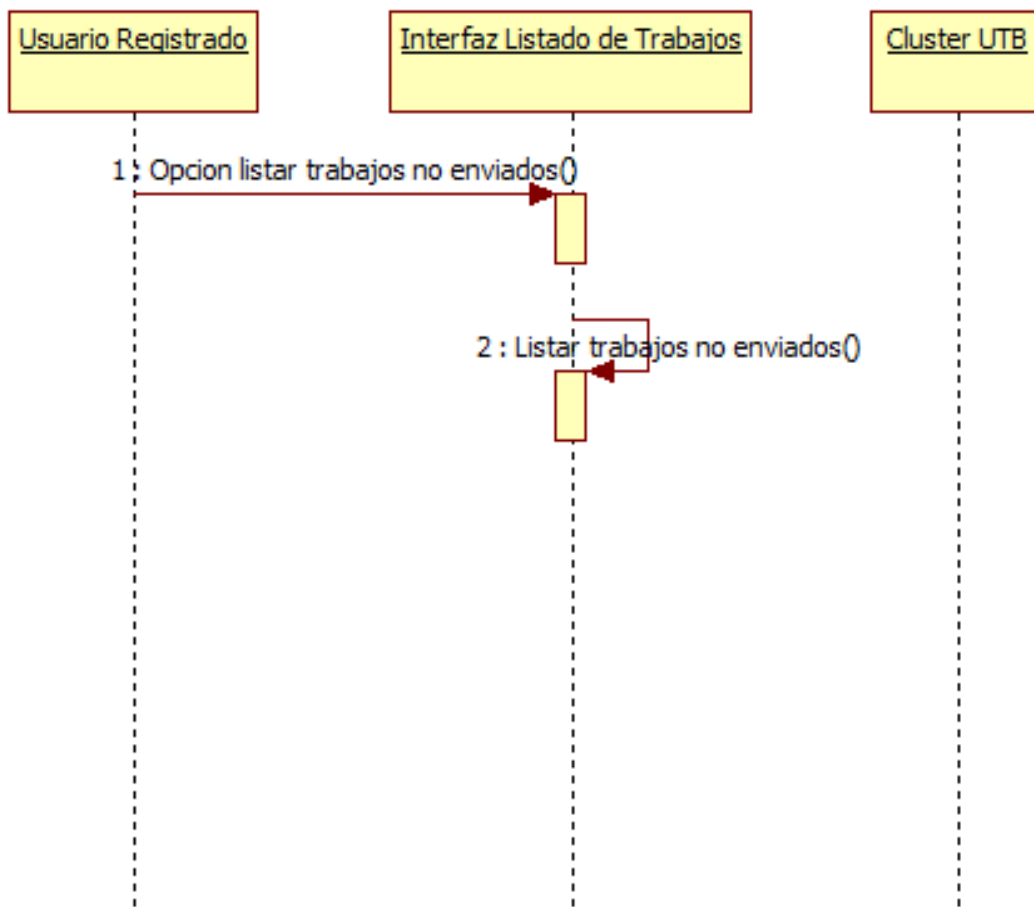 Usuario Registrado
Interfaz Listado de Trabajos
Cluster UTB
1 : Opcion listar trabajos no enviados()
2 : Listar trabajos no enviados()